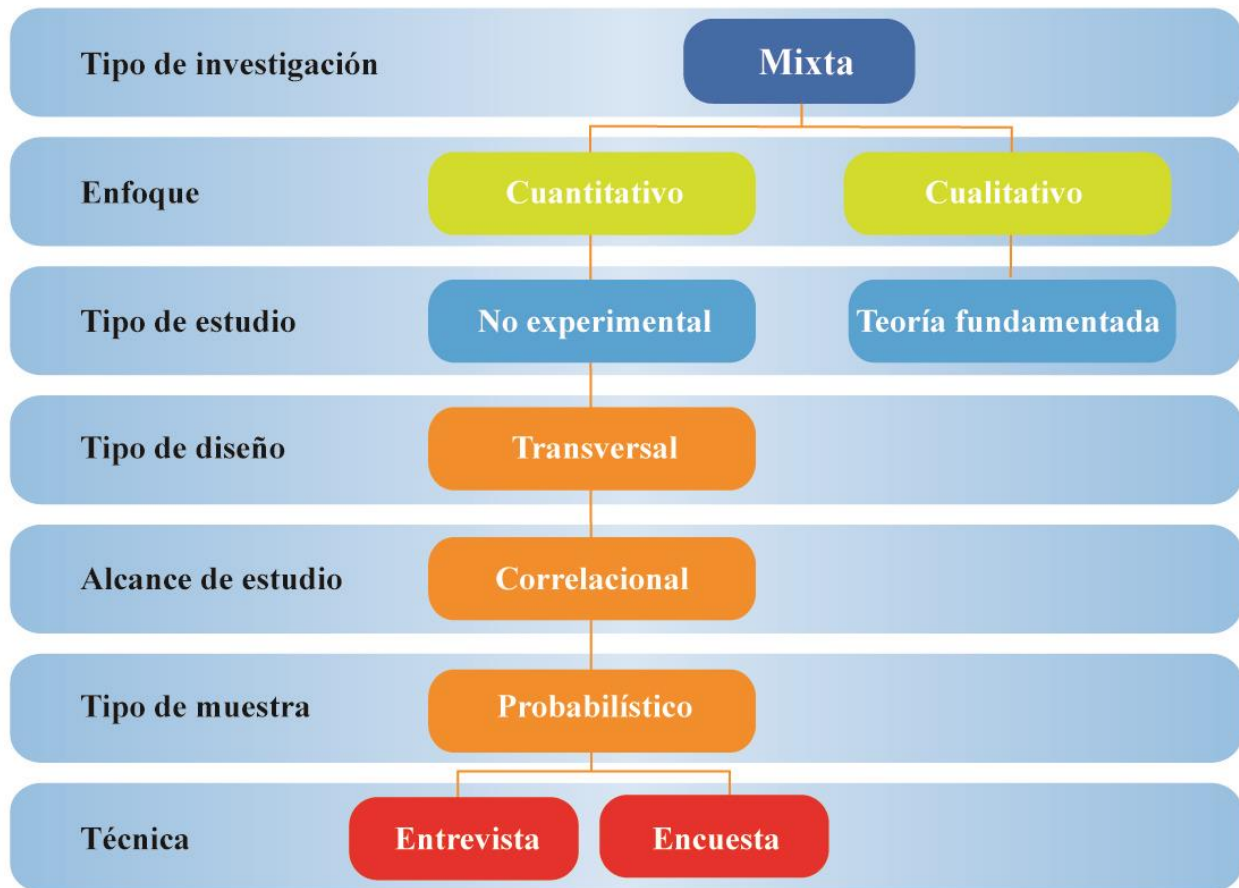 Tipo de investigación
Mixta
Enfoque
Cuantitativo
Cualitativo
Tipo de estudio
No experimental
Teoría fundamentada
Tipo de diseño
Transversal
Alcance de estudio
Correlacional
Tipo de muestra
Probabilístico
Técnica
Entrevista
Encuesta